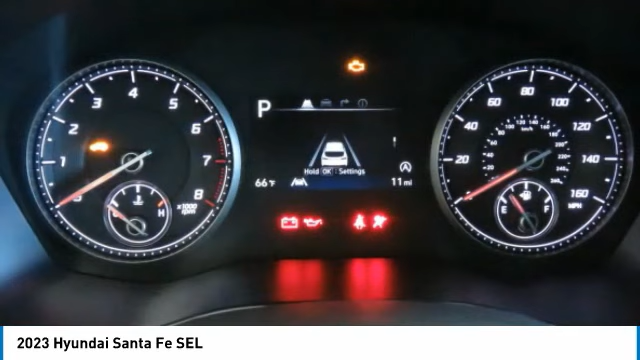 4
3 5
2 6
1 7
8
x1000
rpm
H
P
Hold OK : Settings
66°F 11 mi
80
60 100
40 120
20 140
160
MPH
km/h
E F
2023 Hyundai Santa Fe SEL